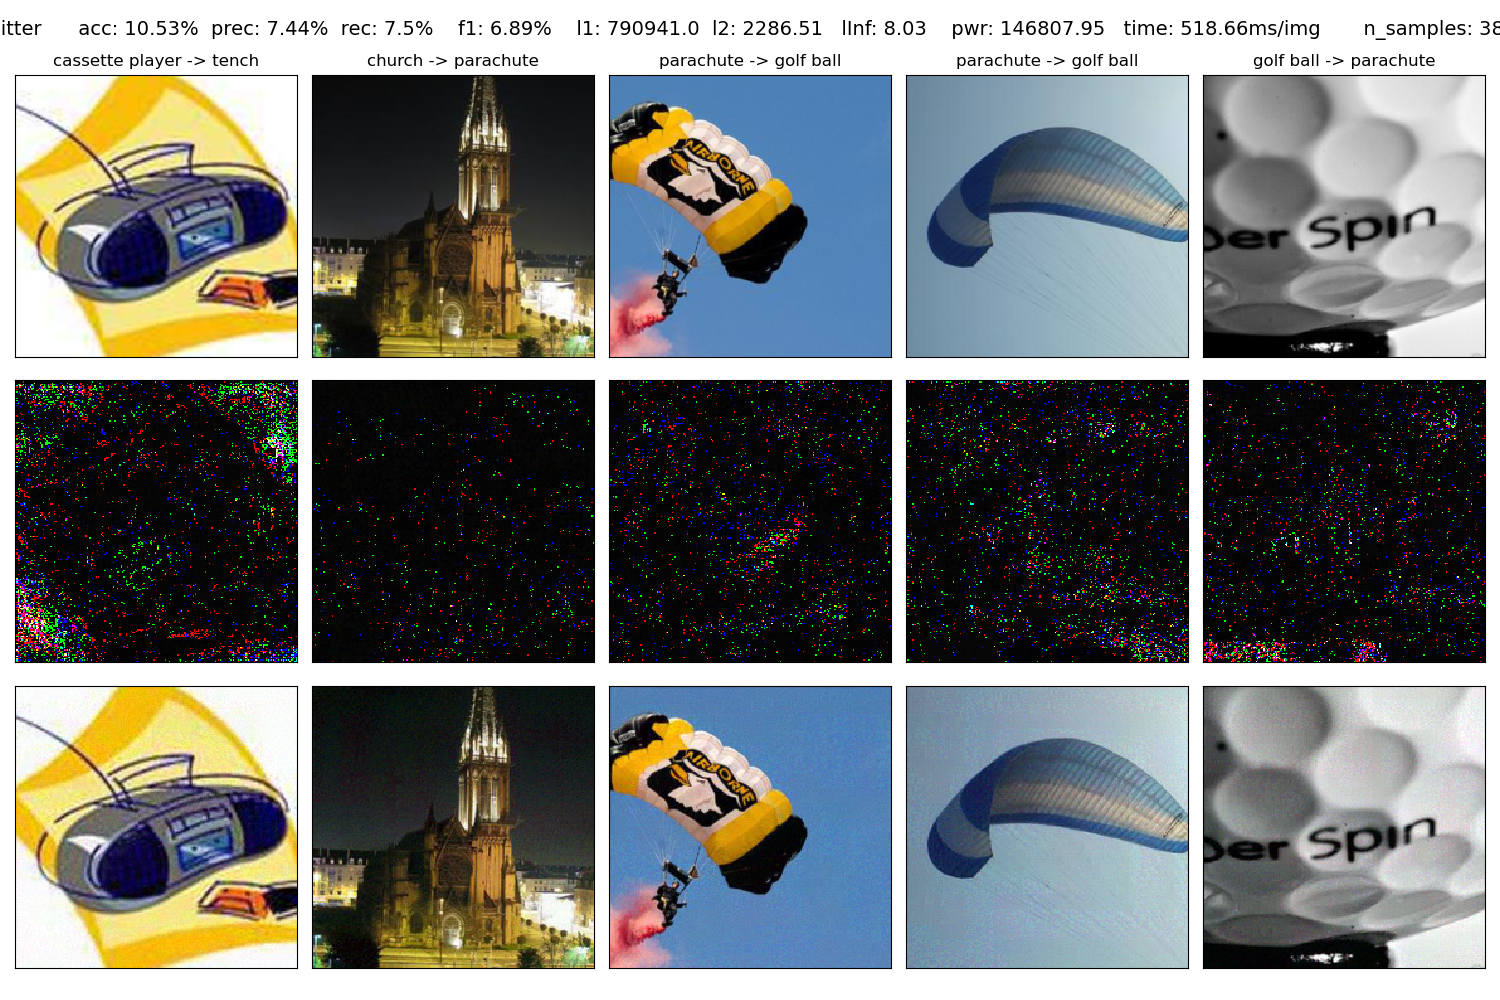 itter acc: 10.53% prec: 7.44% rec: 7.5% f1: 6.89% l1: 790941.0 l2: 2286.51 lInf: 8.03 pwr: 146807.95 time: 518.66ms/img n_samples: 38
cassette player -> tench
church -> parachute
parachute -> golf ball
parachute -> golf ball
golf ball -> parachute
AIRBORNE
per Spin
AIRBORNE
per Spin